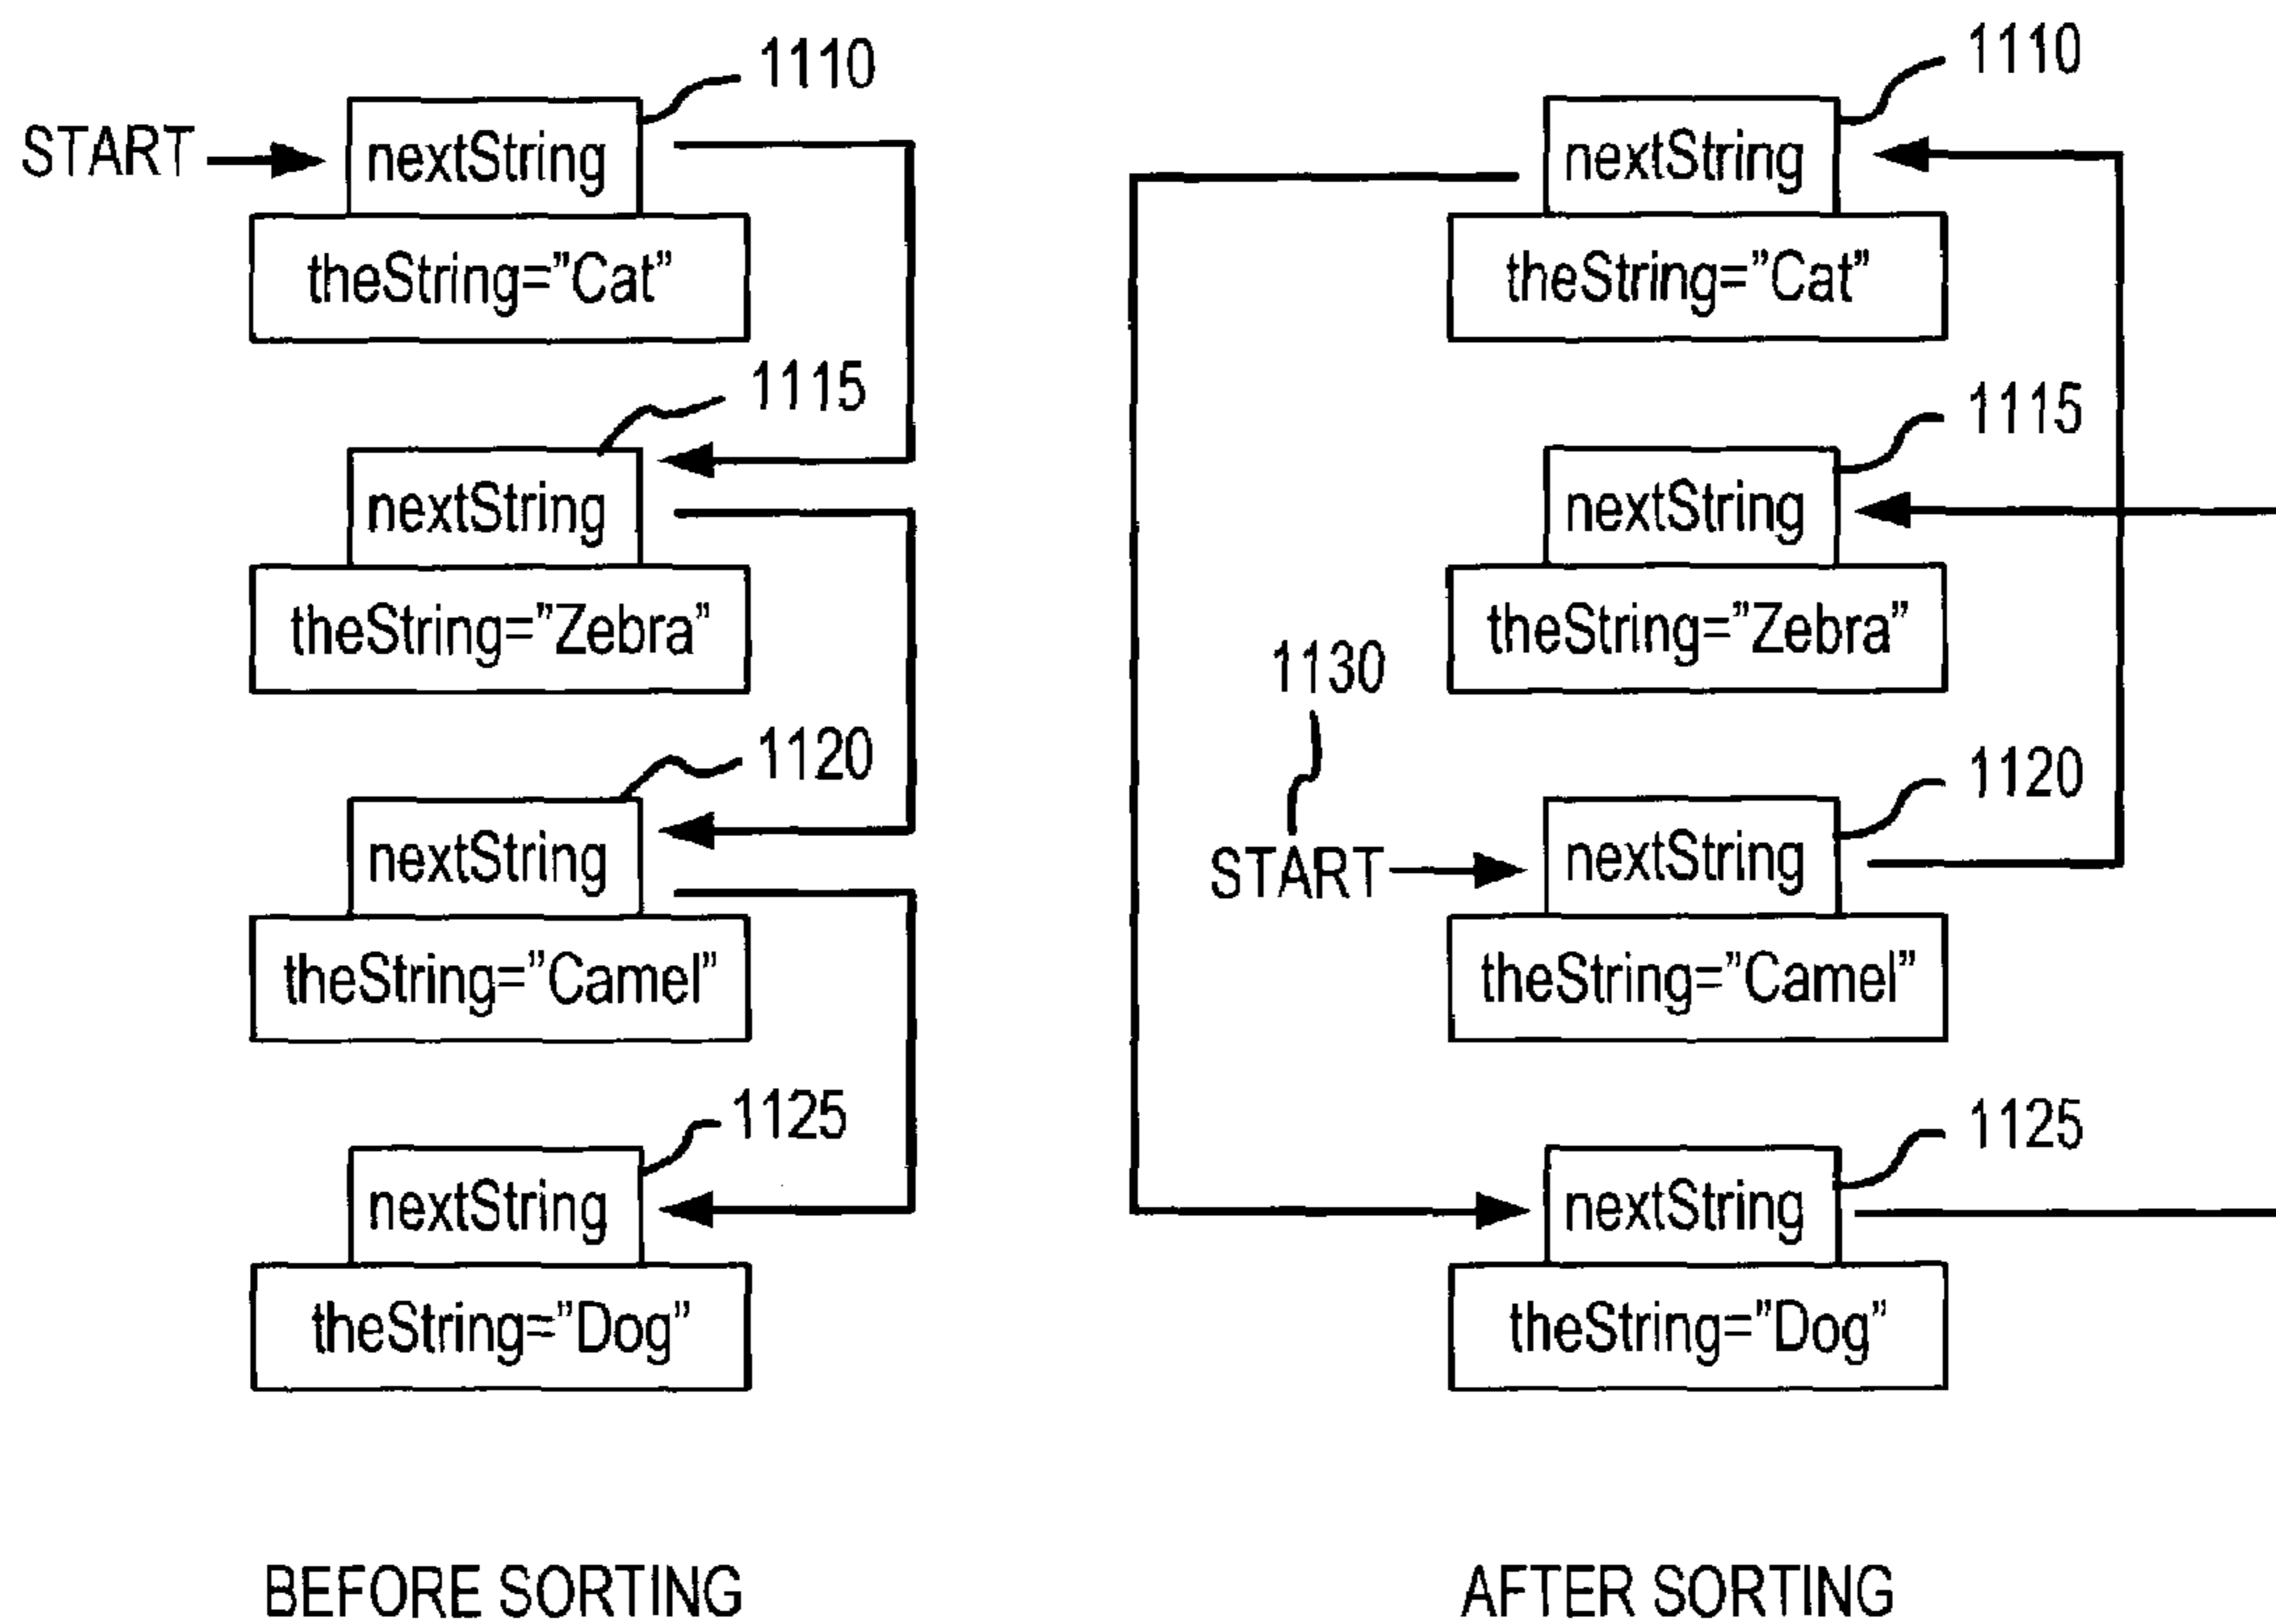 1110
START
nextString
theString=”Cat”
1115
nextString
theString=”Zebra”
1120
nextString
theString=”Camel”
1125
nextString
theString=”Dog”
BEFORE SORTING
1110
nextString
theString=”Cat”
1115
nextString
theString=”Zebra”
1130
1120
START
nextString
theString=”Camel”
1125
nextString
theString=”Dog”
AFTER SORTING